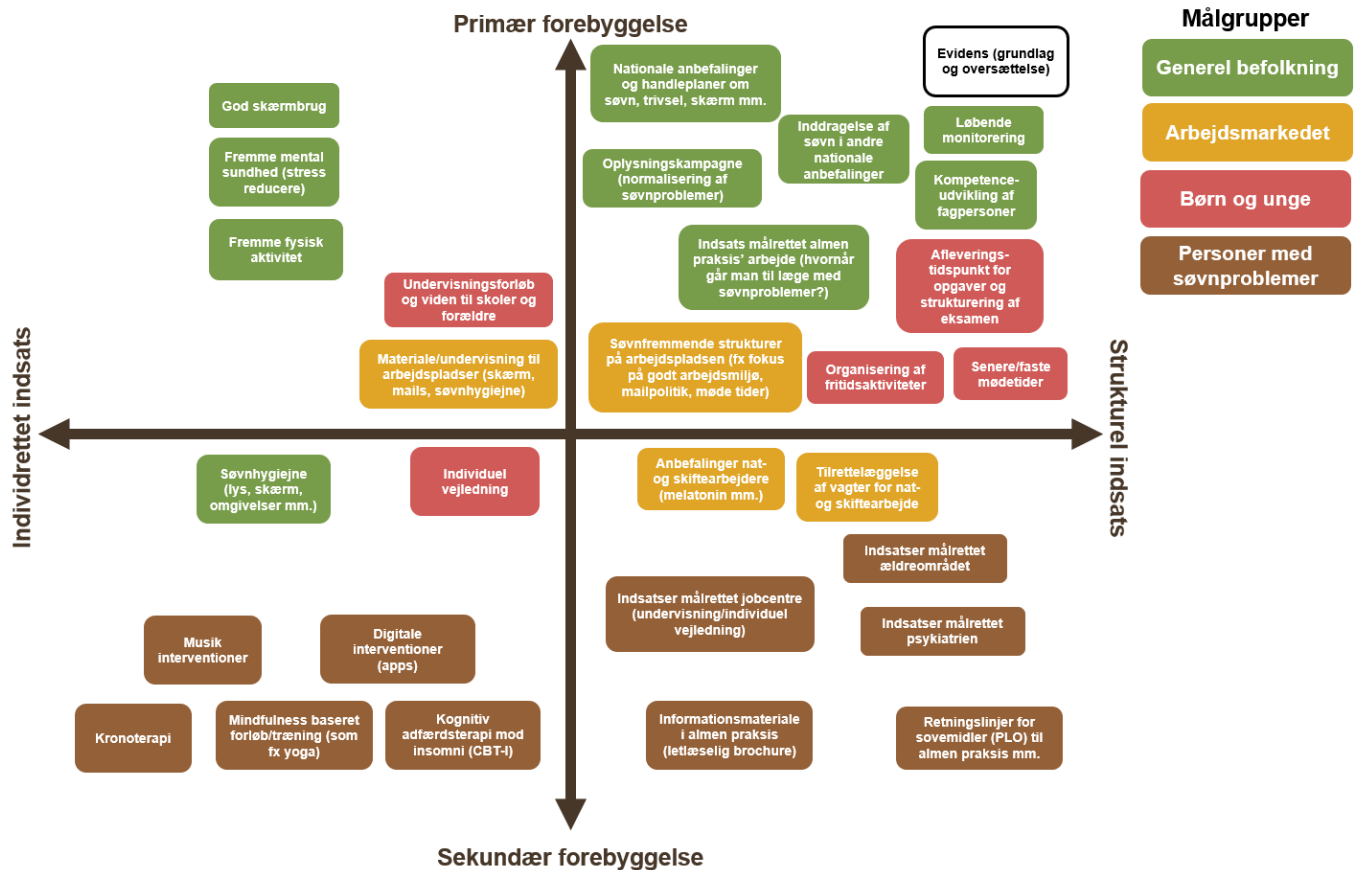 Primær forebyggelse
Målgrupper
Generel befolkning
Arbejdsmarkedet
Børn og unge
Personer med
søvnproblemer
Individrettet indsats
Strukturel indsats
God skærmbrug
Fremme mental
sundhed (stress
reducere)
Fremme fysisk
aktivitet
Undervisningsforløb
og viden til skoler og
forældre
Materiale/undervisning til
arbejdspladser (skærm,
mails, søvnhygiejne)
Nationale anbefalinger
og handleplaner om
søvn, trivsel, skærm mm.
Evidens (grundlag
og oversættelse)
Inddragelse af
søvn i andre
nationale
anbefalinger
Løbende
monitorering
Oplysningskampagne
(normalisering af
søvnproblemer)
Kompetence-
udvikling af
fagpersoner
Indsats målrettet almen
praksis’ arbejde (hvornår
går man til læge med
søvnproblemer?)
Afleverings-
tidspunkt for
opgaver og
strukturering af
eksamen
Søvnfremmende strukturer
på arbejdspladsen (fx fokus
på godt arbejdsmiljø,
mailpolitik, møde tider)
Organisering af
fritidsaktiviteter
Senere/faste
mødetider
Søvnhygiejne
(lys, skærm,
omgivelser mm.)
Individuel
vejledning
Musik
interventioner
Digitale
interventioner
(apps)
Kronoterapi
Mindfulness baseret
forløb/træning (som
fx yoga)
Kognitiv
adfærdsterapi mod
insomni (CBT-I)
Anbefalinger nat-
og skiftearbejdere
(melatonin mm.)
Tilrettelæggelse
af vagter for nat-
og skiftearbejde
Indsatser målrettet
ældreområdet
Indsatser målrettet jobcentre
(undervisning/individuel
vejledning)
Indsatser målrettet
psykiatrien
Informationsmateriale
i almen praksis
(letlæselig brochure)
Retningslinjer for
sovemidler (PLO) til
almen praksis mm.
Sekundær forebyggelse